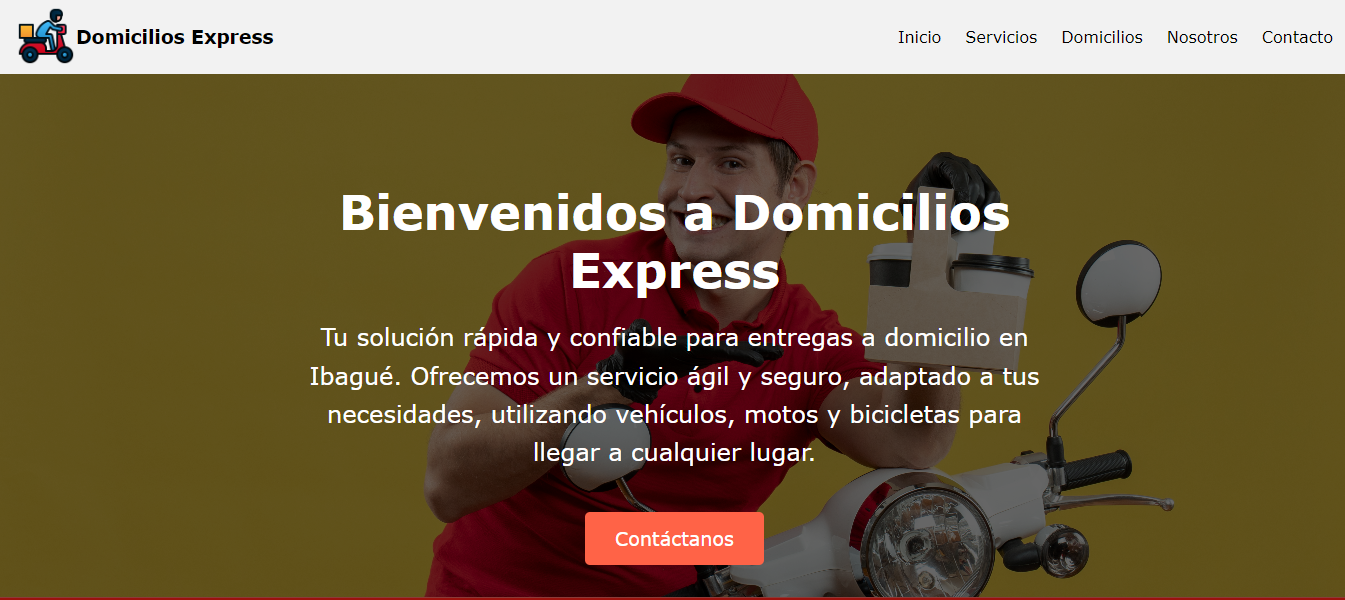 Domicilios Express
Inicio Servicios Domicilios Nosotros Contacto
Bienvenidos a Domicilios
Express
Tu solución rápida y confiable para entregas a domicilio en
Ibagué. Ofrecemos un servicio ágil y seguro, adaptado a tus
necesidades, utilizando vehículos, motos y bicicletas para
llegar a cualquier lugar.
Contáctanos